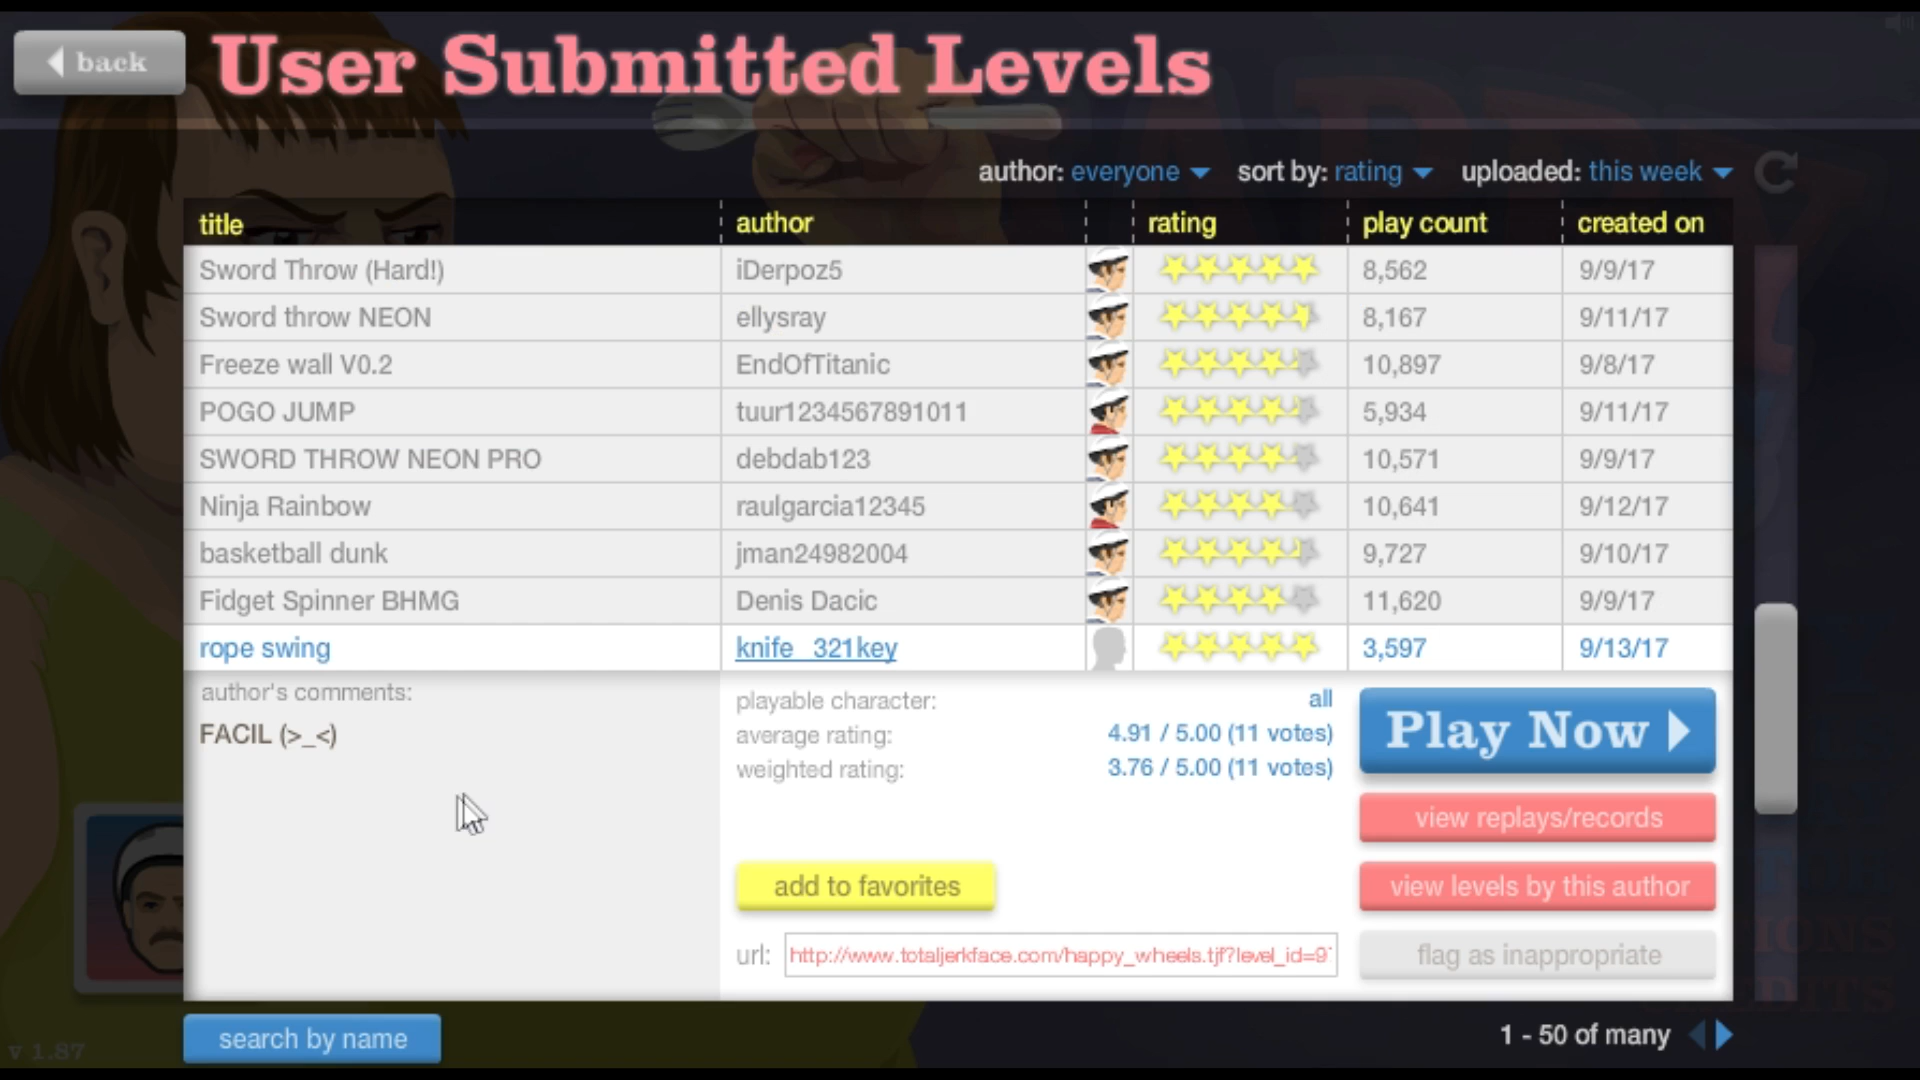 back
User Submitted Levels
author: everyone sort by: rating uploaded: this week
title author rating play count created on
Sword Throw (Hard!) iDerpoz5 8,562 9/9/17
Sword throw NEON ellysray 8,167 9/11/17
Freeze wall V0.2 EndOfTitanic 10,897 9/8/17
POGO JUMP tuur1234567891011 5,934 9/11/17
SWORD THROW NEON PRO debdab123 10,571 9/9/17
Ninja Rainbow raulgarcia12345 10,641 9/12/17
basketball dunk jman24982004 9,727 9/10/17
Fidget Spinner BHMG Denis Dacic 11,620 9/9/17
rope swing knife_321key 3,597 9/13/17
author's comments:
FACIL (>_<)
playable character: all
average rating: 4.91 / 5.00 (11 votes)
weighted rating: 3.76 / 5.00 (11 votes)
Play Now
view replays/records
add to favorites
view levels by this author
url: http://www.totaljerkface.com/happy_wheels.tjf?level_id=9
flag as inappropriate
search by name
1 - 50 of many
v 1.87